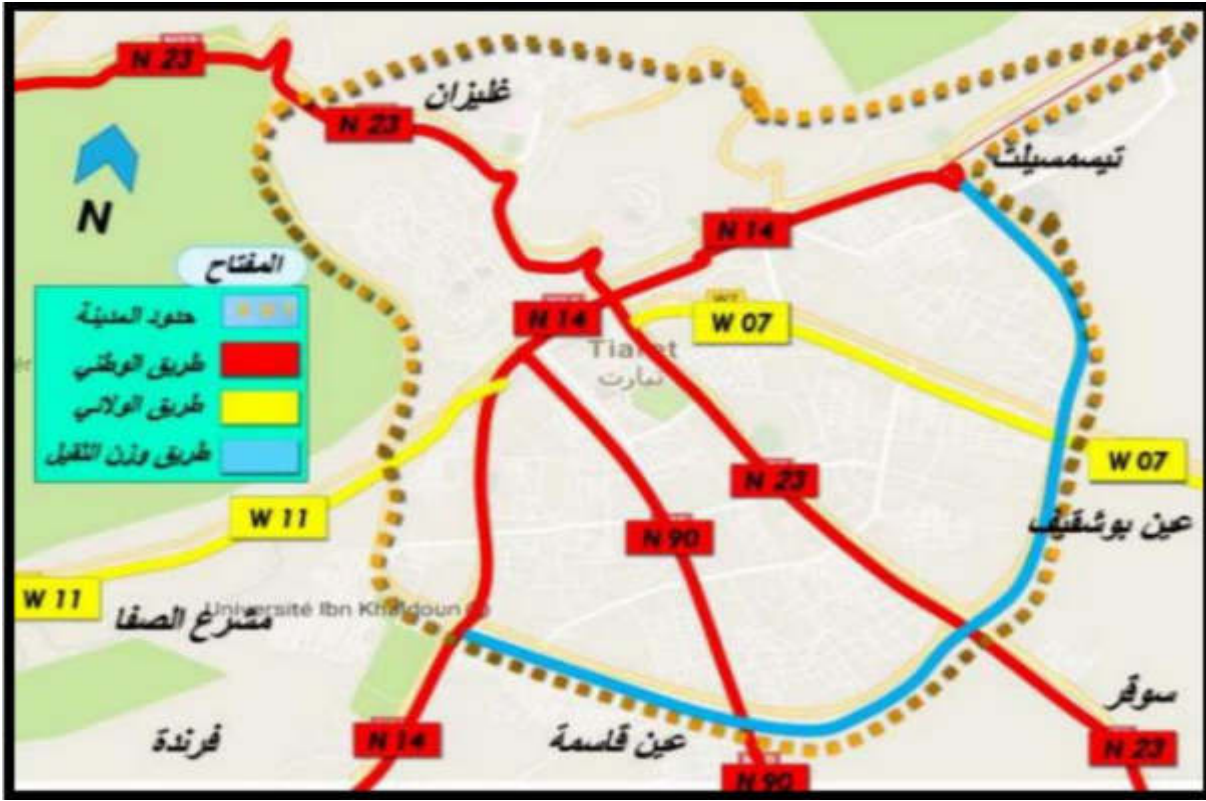 N 23
غليزان
N 23
تيسمسيلت
N
N 14
المفتاح
حدود المدينة
N 14
W7
W 07
طريق الوطني
Tiaret
تيارت
طريق الولائي
طريق وزن الثقيل
W 07
N 23
W 11
عين بوشقيف
N 90
W 11
Université Ibn Khaldoun
مشرع الصفا
سوقر
فرندة
N 14
عين قاسمة
N 23
N 90